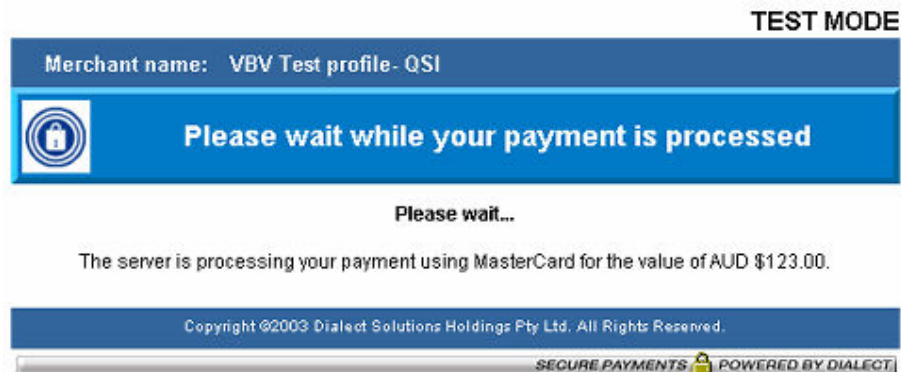 TEST MODE
Merchant name: VBV Test profile- QSI
Please wait while your payment is processed
Please wait...
The server is processing your payment using MasterCard for the value of AUD $123.00.
Copyright ©2003 Dialect Solutions Holdings Pty Ltd. All Rights Reserved.
SECURE PAYMENTS POWERED BY DIALECT